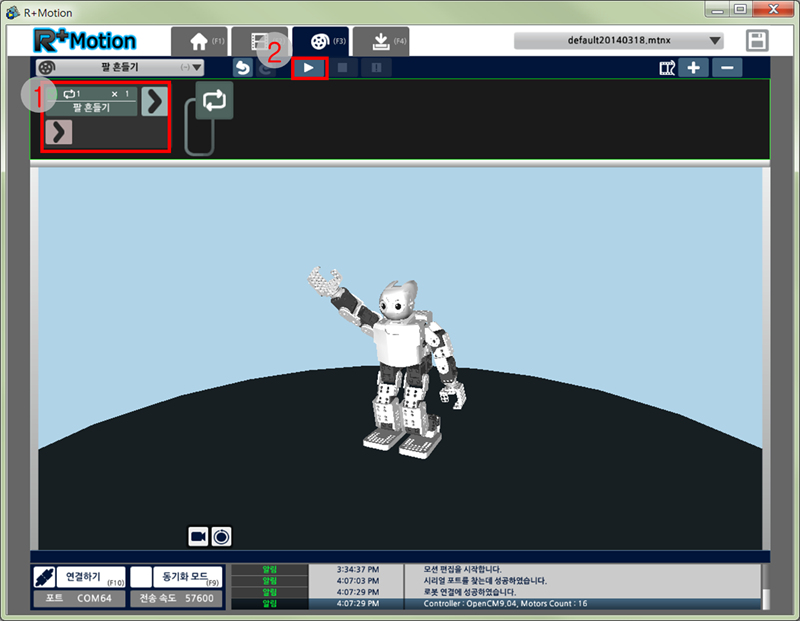 R+Motion
R+Motion
(F1)
(F3)
(F4)
default20140318.mtnx
2
팔 흔들기 (-)
1
1 × 1
팔 흔들기
연결하기 (F10)
동기화 모드 (F9)
포트 COM64
전송 속도 57600
알림 3:34:37 PM 모션 편집을 시작합니다.
알림 4:07:03 PM 시리얼 포트를 찾는데 성공하였습니다.
알림 4:07:29 PM 로봇 연결에 성공하였습니다.
알림 4:07:29 PM Controller : OpenCM9.04, Motors Count : 16